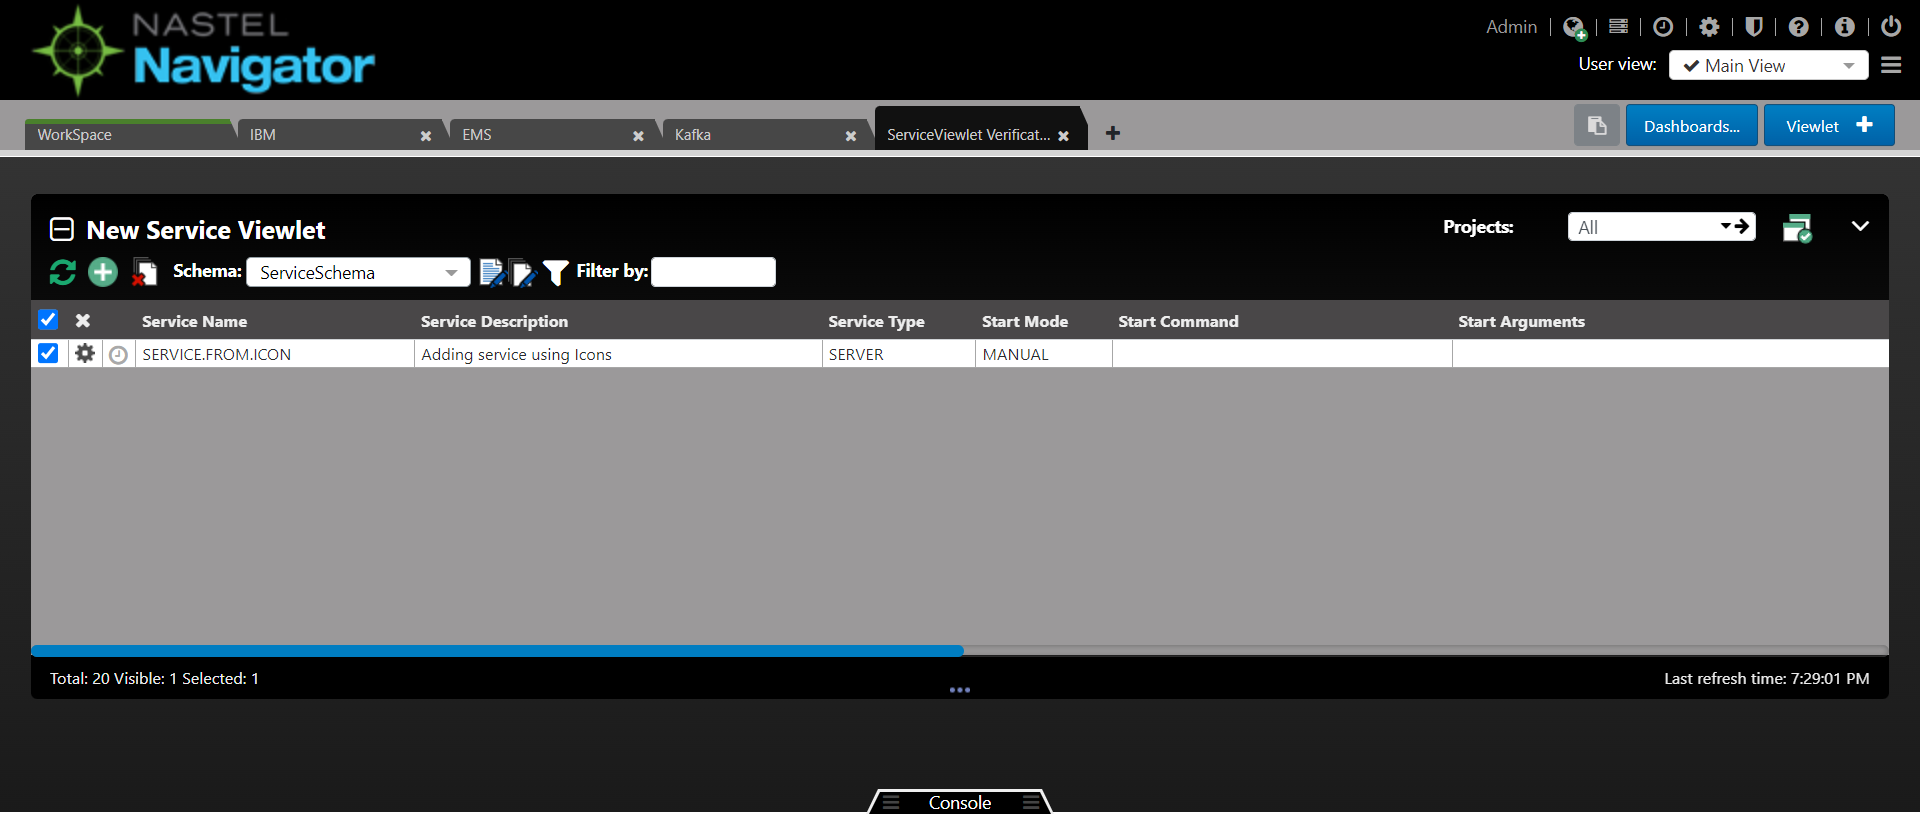 NASTEL
Navigator
Admin
User view: Main View
WorkSpace IBM EMS Kafka ServiceViewlet Verificat... Dashboards... Viewlet
New Service Viewlet
Projects: All
Schema: ServiceSchema Filter by:
Service Name Service Description Service Type Start Mode Start Command Start Arguments
SERVICE.FROM.ICON Adding service using Icons SERVER MANUAL
Total: 20 Visible: 1 Selected: 1
Last refresh time: 7:29:01 PM
Console